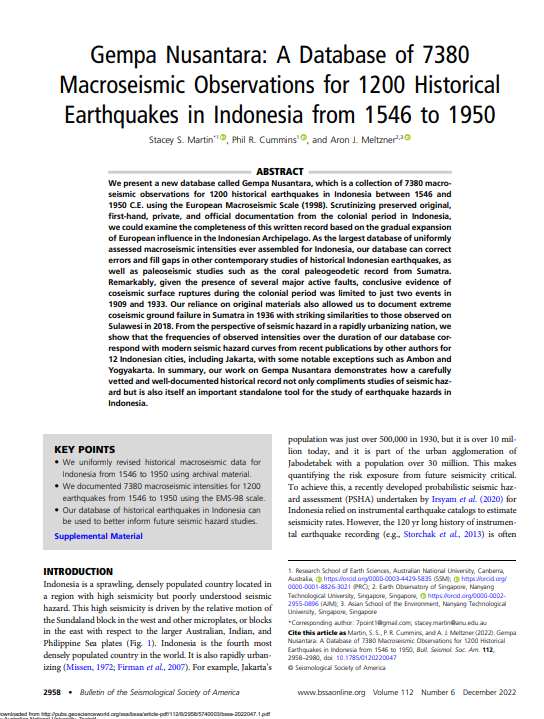 Gempa Nusantara: A Database of 7380
Macroseismic Observations for 1200 Historical
Earthquakes in Indonesia from 1546 to 1950
Stacey S. Martin*1, Phil R. Cummins1, and Aron J. Meltzner2,3
ABSTRACT
We present a new database called Gempa Nusantara, which is a collection of 7380 macro-
seismic observations for 1200 historical earthquakes in Indonesia between 1546 and
1950 C.E. using the European Macroseismic Scale (1998). Scrutinizing preserved original,
first-hand, private, and official documentation from the colonial period in Indonesia,
we could examine the completeness of this written record based on the gradual expansion
of European influence in the Indonesian Archipelago. As the largest database of uniformly
assessed macroseismic intensities ever assembled for Indonesia, our database can correct
errors and fill gaps in other contemporary studies of historical Indonesian earthquakes, as
well as paleoseismic studies such as the coral paleogeodetic record from Sumatra.
Remarkably, given the presence of several major active faults, conclusive evidence of
coseismic surface ruptures during the colonial period was limited to just two events in
1909 and 1933. Our reliance on original materials also allowed us to document extreme
coseismic ground failure in Sumatra in 1936 with striking similarities to those observed on
Sulawesi in 2018. From the perspective of seismic hazard in a rapidly urbanizing nation, we
show that the frequencies of observed intensities over the duration of our database cor-
respond with modern seismic hazard curves from recent publications by other authors for
12 Indonesian cities, including Jakarta, with some notable exceptions such as Ambon and
Yogyakarta. In summary, our work on Gempa Nusantara demonstrates how a carefully
vetted and well-documented historical record not only compliments studies of seismic haz-
ard but is also itself an important standalone tool for the study of earthquake hazards in
Indonesia.
KEY POINTS
• We uniformly revised historical macroseismic data for
Indonesia from 1546 to 1950 using archival material.
• We documented 7380 macroseismic intensities for 1200
earthquakes from 1546 to 1950 using the EMS-98 scale.
• Our database of historical earthquakes in Indonesia can
be used to better inform future seismic hazard studies.
Supplemental Material
INTRODUCTION
Indonesia is a sprawling, densely populated country located in
a region with high seismicity but poorly understood seismic
hazard. This high seismicity is driven by the relative motion of
the Sundaland block in the west and other microplates, or blocks
in the east with respect to the larger Australian, Indian, and
Philippine Sea plates (Fig. 1). Indonesia is the fourth most
densely populated country in the world. It is also rapidly urban-
izing (Missen, 1972; Firman et al., 2007). For example, Jakarta's
population was just over 500,000 in 1930, but it is over 10 mil-
lion today, and it is part of the urban agglomeration of
Jabodetabek with a population over 30 million. This makes
quantifying the risk exposure from future seismicity critical.
To achieve this, a recently developed probabilistic seismic haz-
ard assessment (PSHA) undertaken by Irsyam et al. (2020) for
Indonesia relied on instrumental earthquake catalogs to estimate
seismicity rates. However, the 120 yr long history of instrumen-
tal earthquake recording (e.g., Storchak et al., 2013) is often
1. Research School of Earth Sciences, Australian National University, Canberra,
Australia, https://orcid.org/0000-0003-4429-5835 (SSM); https://orcid.org/
0000-0001-8826-3021 (PRC); 2. Earth Observatory of Singapore, Nanyang
Technological University, Singapore, Singapore, https://orcid.org/0000-0002-
2955-0896 (AJM); 3. Asian School of the Environment, Nanyang Technological
University, Singapore, Singapore
*Corresponding author: 7point1@gmail.com; stacey.martin@anu.edu.au
Cite this article as Martin, S. S., P. R. Cummins, and A. J. Meltzner (2022). Gempa
Nusantara: A Database of 7380 Macroseismic Observations for 1200 Historical
Earthquakes in Indonesia from 1546 to 1950, Bull. Seismol. Soc. Am. 112,
2958–2980, doi: 10.1785/0120220047
© Seismological Society of America
2958 • Bulletin of the Seismological Society of America
www.bssaonline.org Volume 112 Number 6 December 2022
ownloaded from http://pubs.geoscienceworld.org/ssa/bssa/article-pdf/112/6/2958/5740003/bssa-2022047.1.pdf